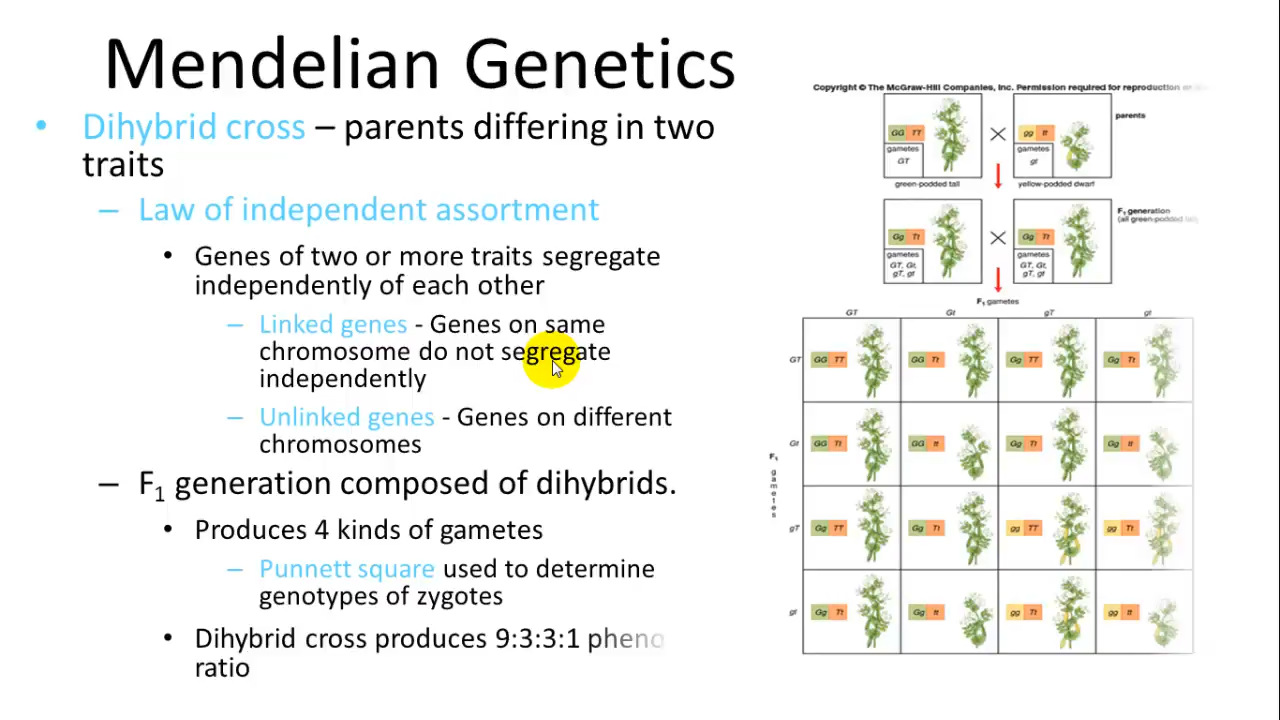 Mendelian Genetics
• Dihybrid cross – parents differing in two
traits
– Law of independent assortment
• Genes of two or more traits segregate
independently of each other
– Linked genes - Genes on same
chromosome do not segregate
independently
– Unlinked genes - Genes on different
chromosomes
– F₁ generation composed of dihybrids.
• Produces 4 kinds of gametes
– Punnett square used to determine
genotypes of zygotes
• Dihybrid cross produces 9:3:3:1 pheno
ratio
Copyright © The McGraw-Hill Companies, Inc. Permission required for reproduction or
parents
GG TT × gg tt
gametes gametes
GT gt
green-podded tall yellow-podded dwarf
F₁ generation
(all green-podded tall)
Gg Tt × Gg Tt
gametes gametes
GT, Gt, GT, Gt,
gT, gt gT, gt
F₁ gametes
GT Gt gT gt
GT GG TT GG Tt Gg TT Gg Tt
Gt GG Tt GG tt Gg Tt Gg tt
F₁ gametes
gT Gg TT Gg Tt gg TT gg Tt
gt Gg Tt Gg tt gg Tt gg tt